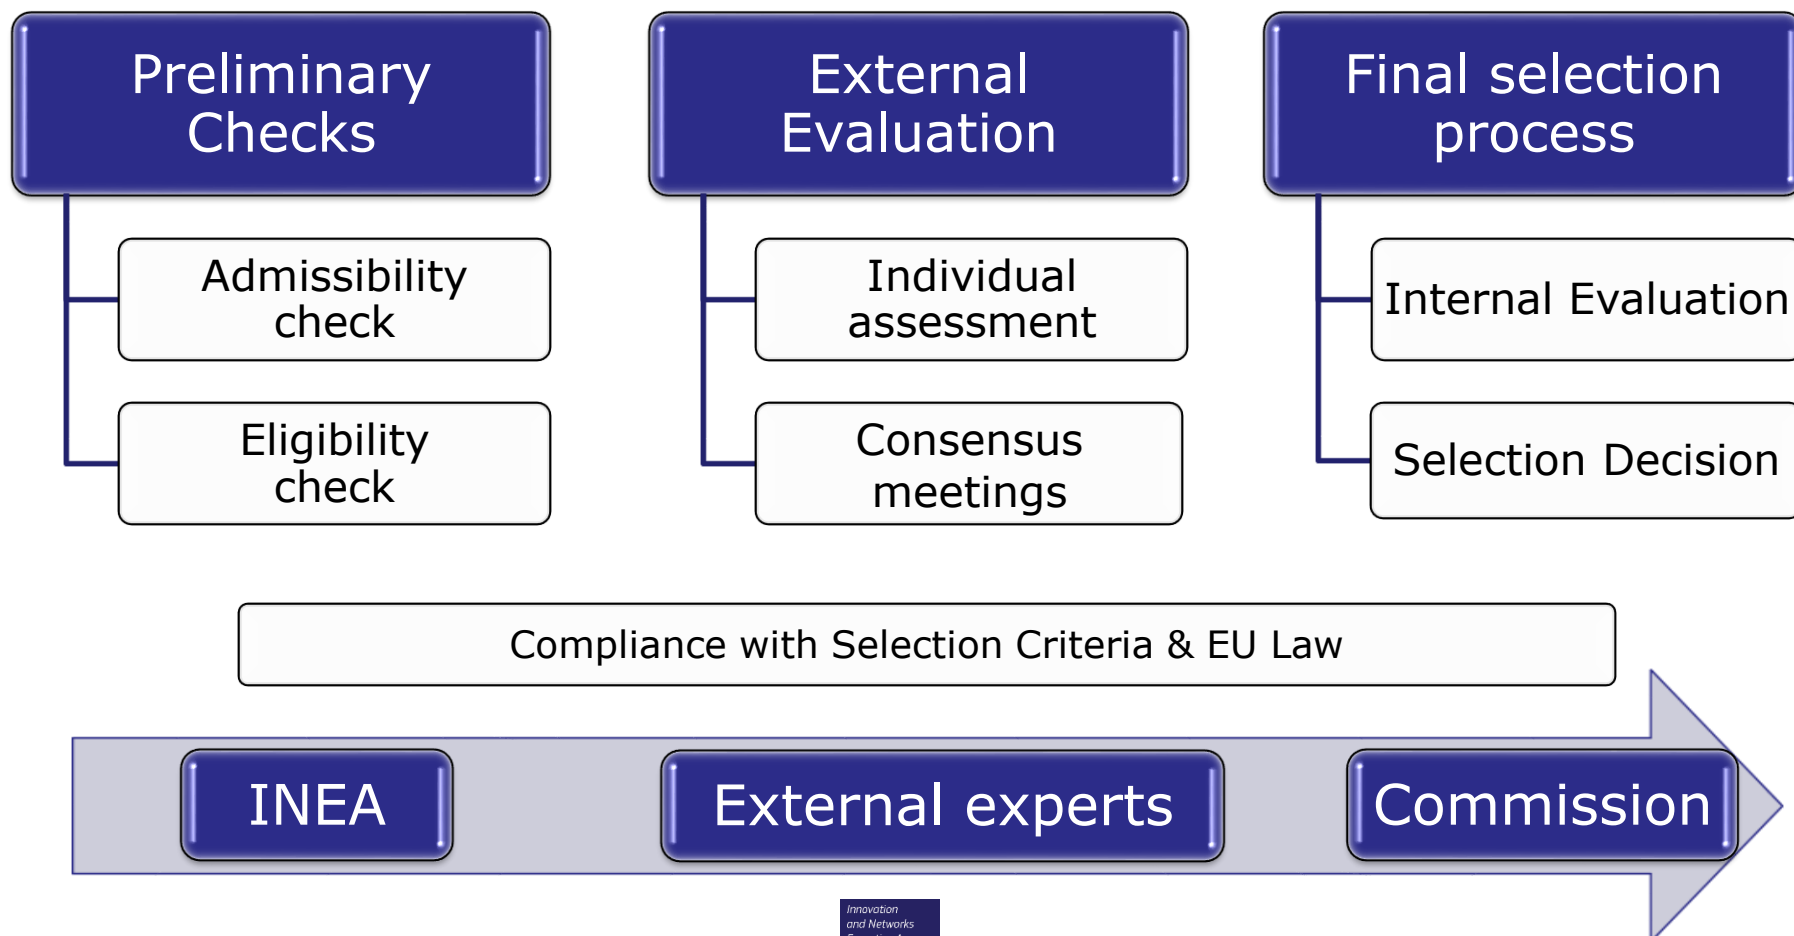 Preliminary
Checks
Admissibility
check
Eligibility
check
External
Evaluation
Individual
assessment
Consensus
meetings
Final selection
process
Internal Evaluation
Selection Decision
Compliance with Selection Criteria & EU Law
INEA
External experts
Commission
Innovation
and Networks